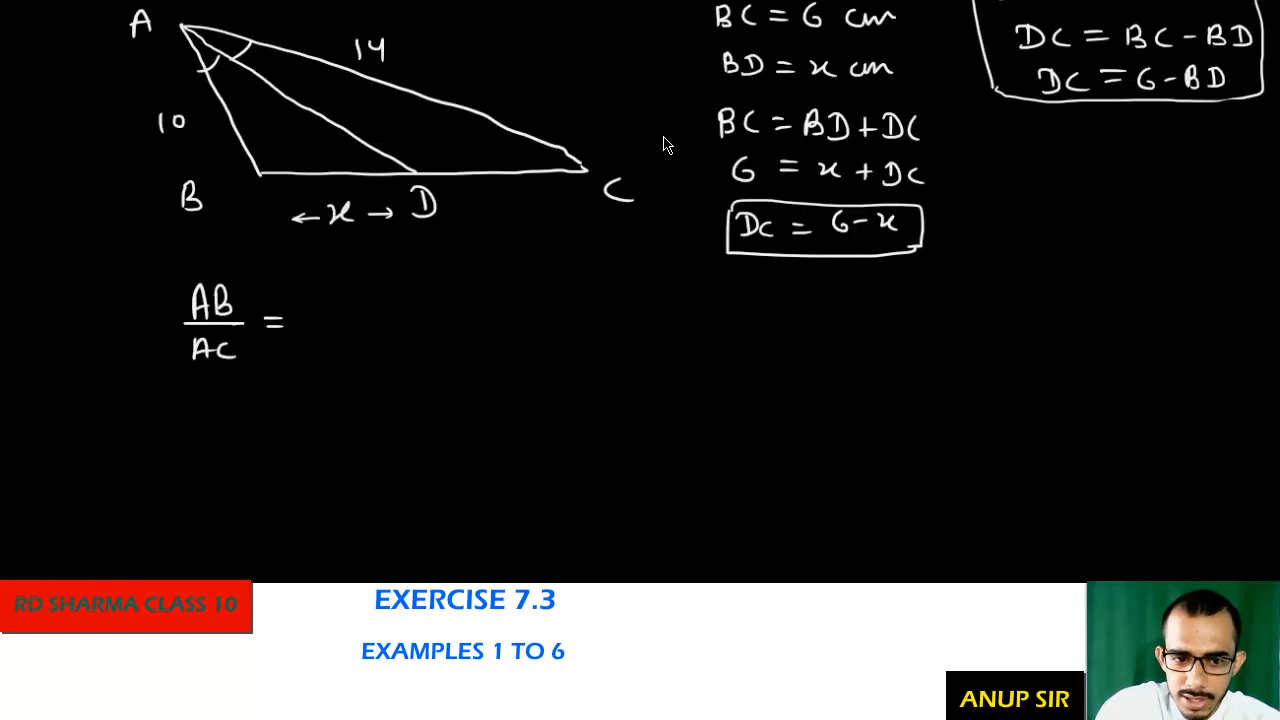 A
14
10
B
← x → D
C
AB/AC =
BC = 6 cm
BD = x cm
BC = BD + DC
6 = x + DC
DC = 6 - x
DC = BC - BD
DC = 6 - BD
RD SHARMA CLASS 10
EXERCISE 7.3
EXAMPLES 1 TO 6
ANUP SIR